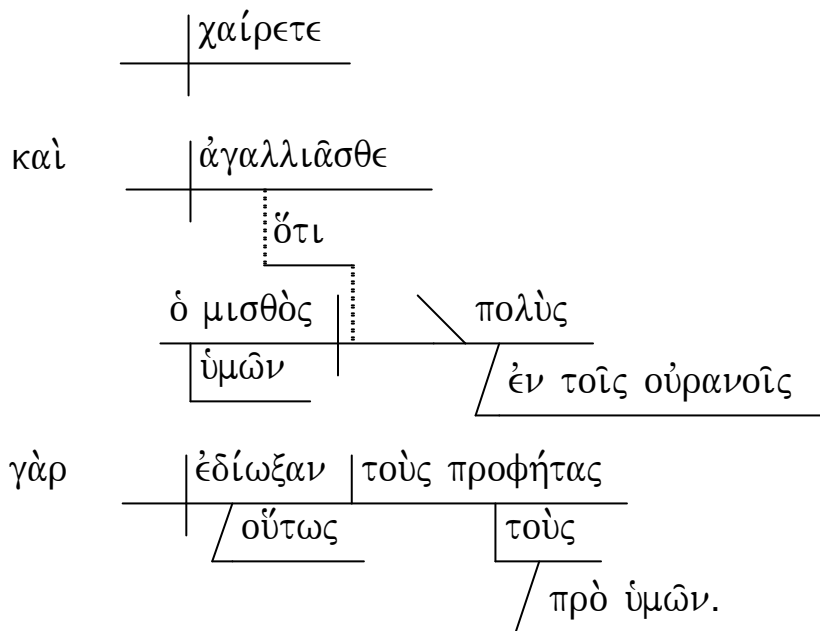 χαίρετε
καὶ ἀγαλλιᾶσθε
ὅτι
ὁ μισθὸς πολὺς
ὑμῶν ἐν τοῖς οὐρανοῖς
γὰρ ἐδίωξαν τοὺς προφήτας
οὕτως τοὺς
πρὸ ὑμῶν.